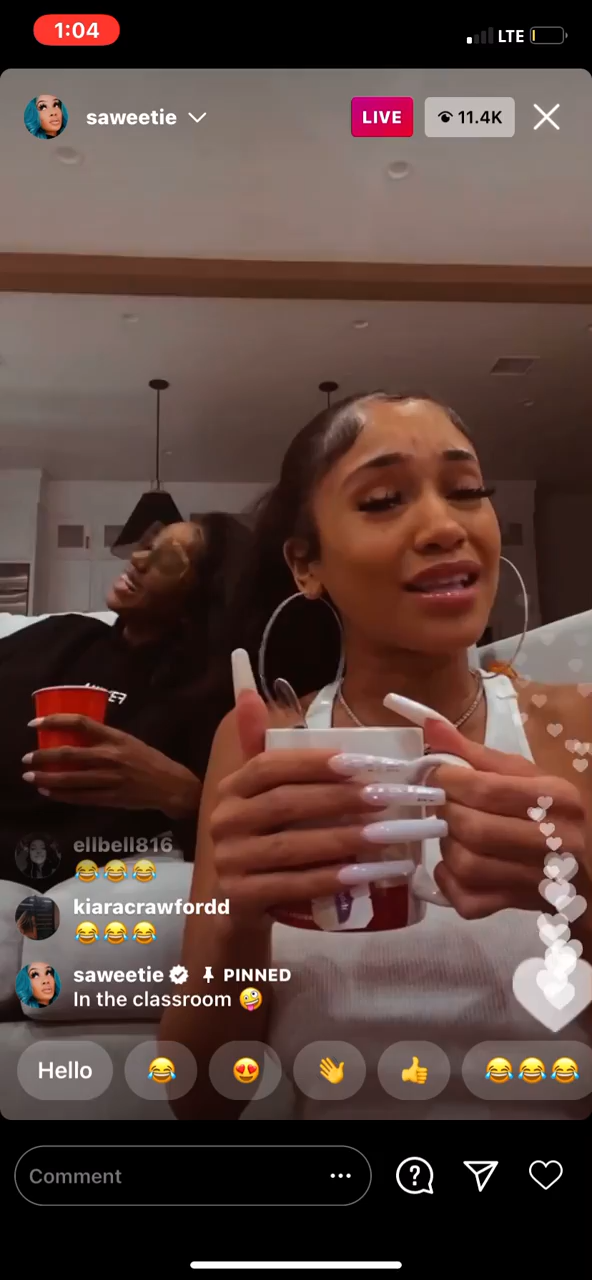 1:04
LTE
saweetie
LIVE
11.4K
ellbell816
😂😂😂
kiaracrawfordd
😂😂😂
saweetie PINNED
In the classroom 🤪
Hello 😂 😍 👋 👍 😂😂😂
Comment